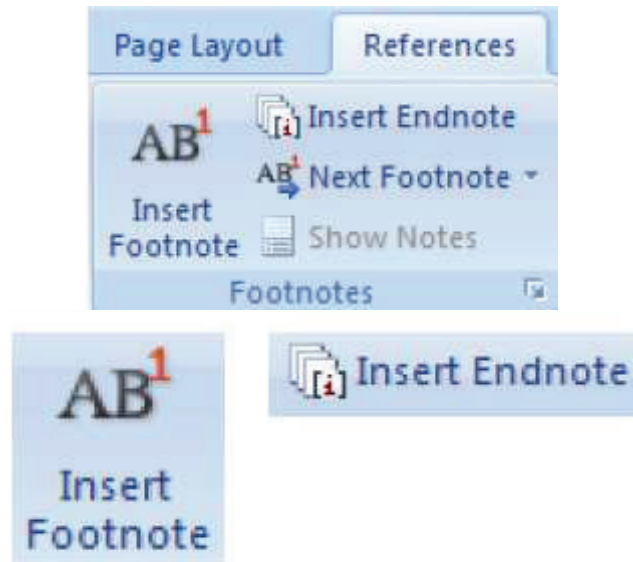 Page Layout References
AB1 Insert Endnote
AB1 Next Footnote
Insert
Footnote Show Notes
Footnotes
AB1 [i] Insert Endnote
Insert
Footnote